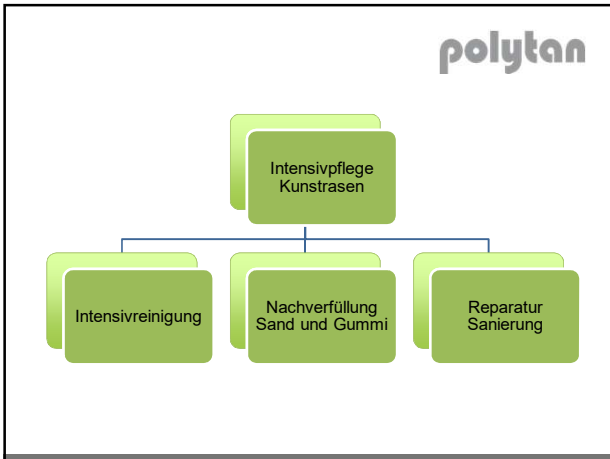 polytan
Intensivpflege
Kunstrasen
Intensivreinigung
Nachverfüllung
Sand und Gummi
Reparatur
Sanierung